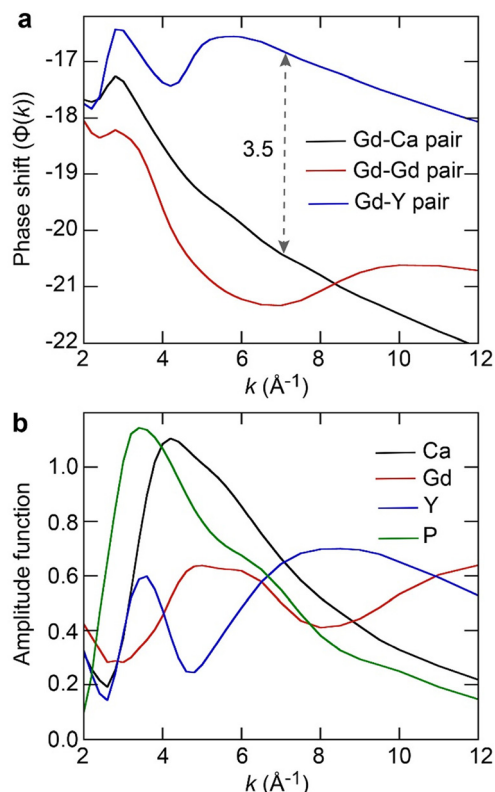 a
-17
-18
-19
-20
-21
-22
Phase shift (Φ(k))
3.5
Gd-Ca pair
Gd-Gd pair
Gd-Y pair
2 4 6 8 10 12
k (Å-1)
b
1.0
0.8
0.6
0.4
0.2
0.0
Amplitude function
Ca
Gd
Y
P
2 4 6 8 10 12
k (Å-1)